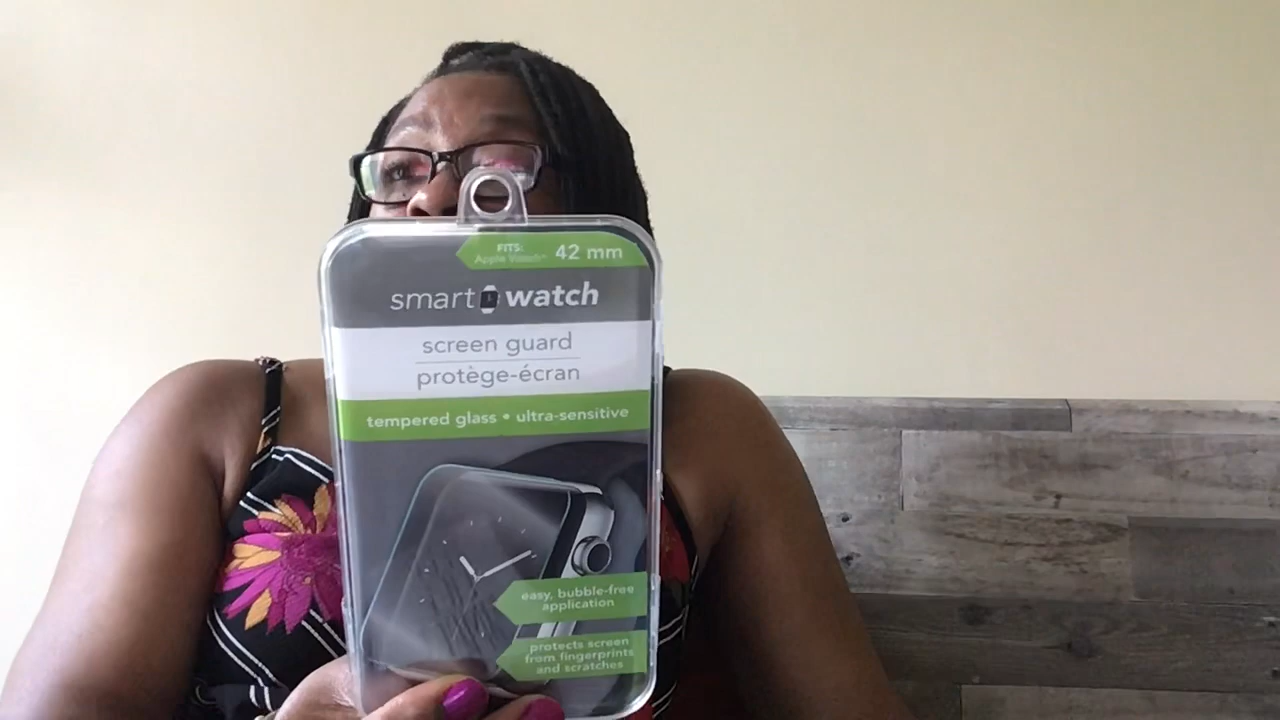 FITS:
Apple Watch™ 42 mm
smart watch
screen guard
protège-écran
tempered glass • ultra-sensitive
easy, bubble-free
application
protects screen
from fingerprints
and scratches